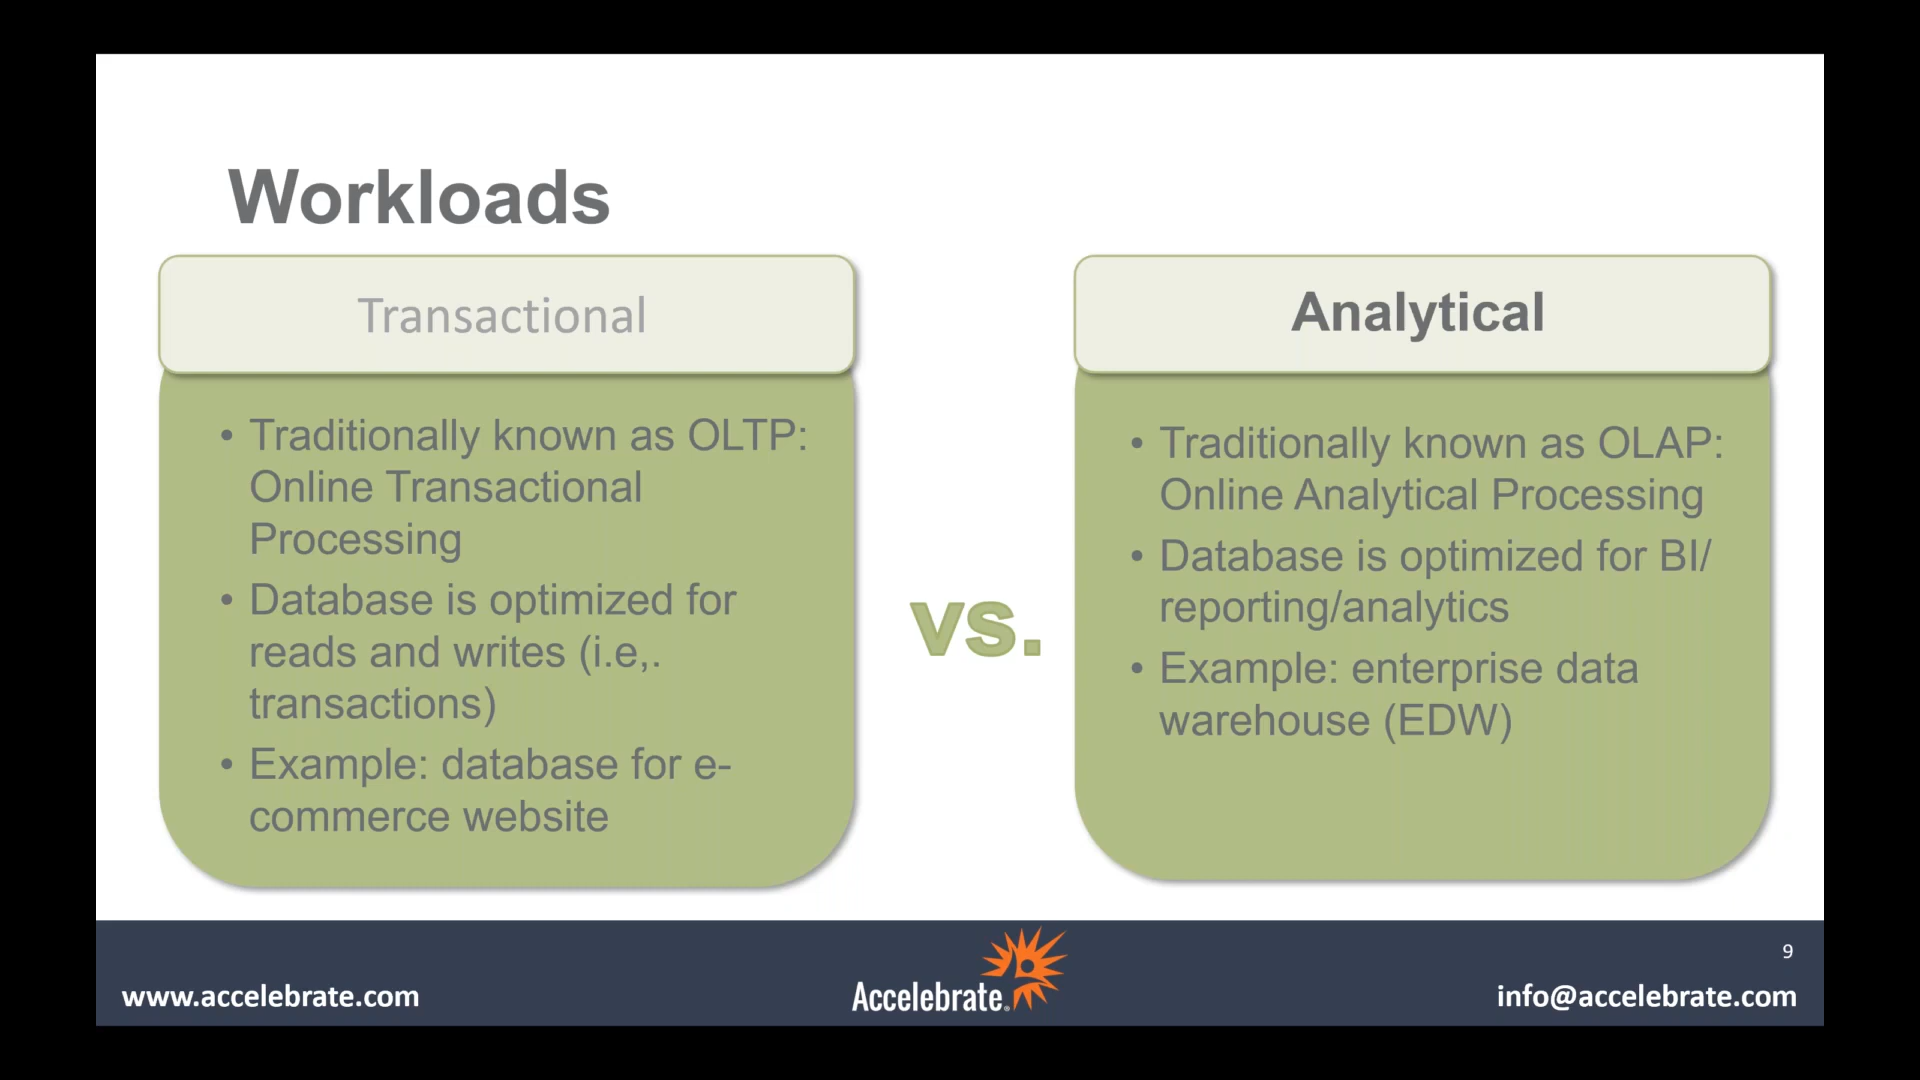 Workloads
Transactional
• Traditionally known as OLTP:
Online Transactional
Processing
• Database is optimized for
reads and writes (i.e,.
transactions)
• Example: database for e-
commerce website
vs.
Analytical
• Traditionally known as OLAP:
Online Analytical Processing
• Database is optimized for BI/
reporting/analytics
• Example: enterprise data
warehouse (EDW)
9
www.accelebrate.com
Accelebrate®
info@accelebrate.com